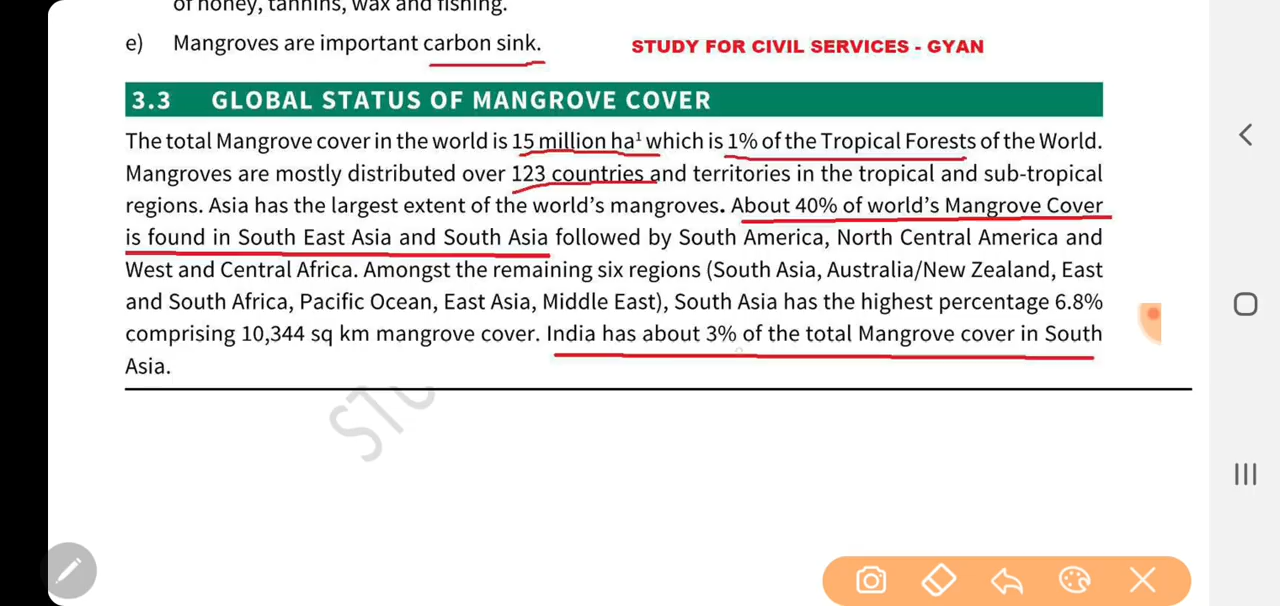 of honey, tannins, wax and fishing.
e) Mangroves are important carbon sink.
STUDY FOR CIVIL SERVICES - GYAN
3.3 GLOBAL STATUS OF MANGROVE COVER
The total Mangrove cover in the world is 15 million ha¹ which is 1% of the Tropical Forests of the World.
Mangroves are mostly distributed over 123 countries and territories in the tropical and sub-tropical
regions. Asia has the largest extent of the world’s mangroves. About 40% of world’s Mangrove Cover
is found in South East Asia and South Asia followed by South America, North Central America and
West and Central Africa. Amongst the remaining six regions (South Asia, Australia/New Zealand, East
and South Africa, Pacific Ocean, East Asia, Middle East), South Asia has the highest percentage 6.8%
comprising 10,344 sq km mangrove cover. India has about 3% of the total Mangrove cover in South
Asia.